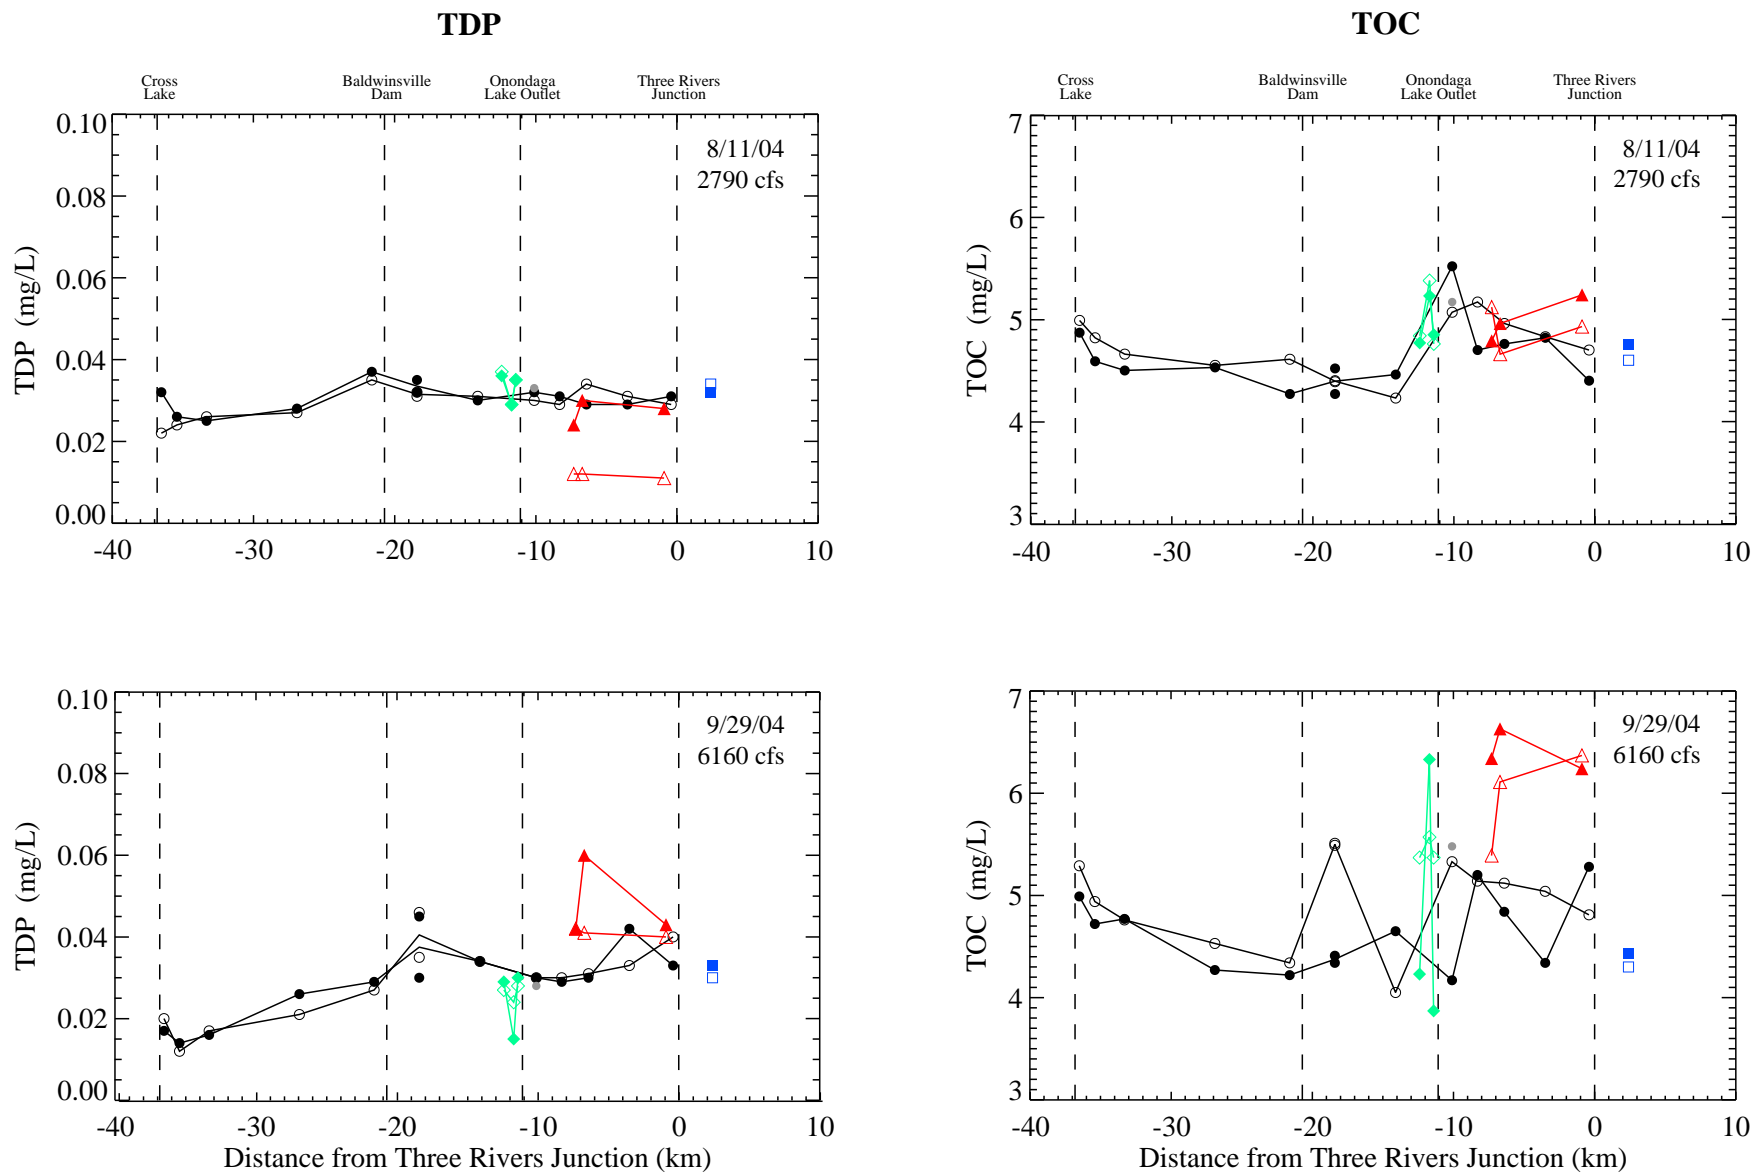 TDP
TOC
Cross
Lake
Baldwinsville
Dam
Onondaga
Lake Outlet
Three Rivers
Junction
Cross
Lake
Baldwinsville
Dam
Onondaga
Lake Outlet
Three Rivers
Junction
TDP (mg/L)
0.10
0.08
0.06
0.04
0.02
0.00
8/11/04
2790 cfs
-40
-30
-20
-10
0
10
TOC (mg/L)
7
6
5
4
3
8/11/04
2790 cfs
-40
-30
-20
-10
0
10
TDP (mg/L)
0.10
0.08
0.06
0.04
0.02
0.00
9/29/04
6160 cfs
-40
-30
-20
-10
0
10
Distance from Three Rivers Junction (km)
TOC (mg/L)
7
6
5
4
3
9/29/04
6160 cfs
-40
-30
-20
-10
0
10
Distance from Three Rivers Junction (km)